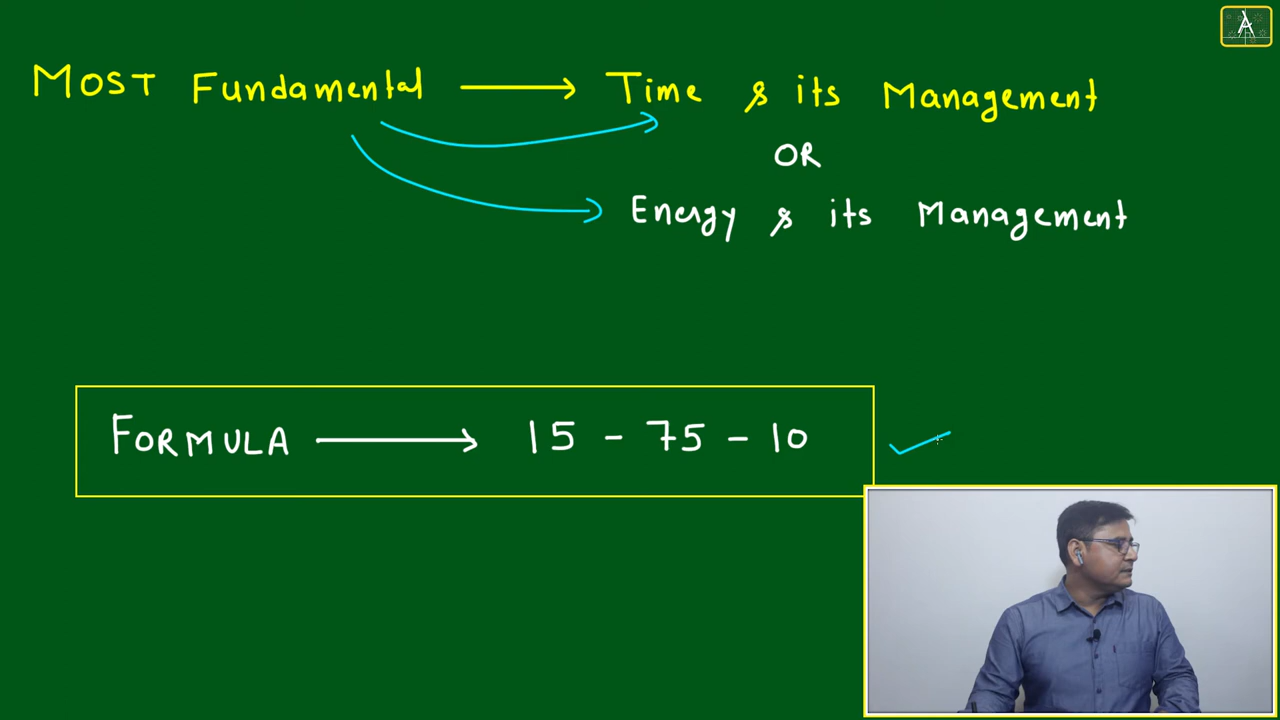 MOST Fundamental → Time & its Management
OR
Energy & its Management
FORMULA → 15 - 75 - 10